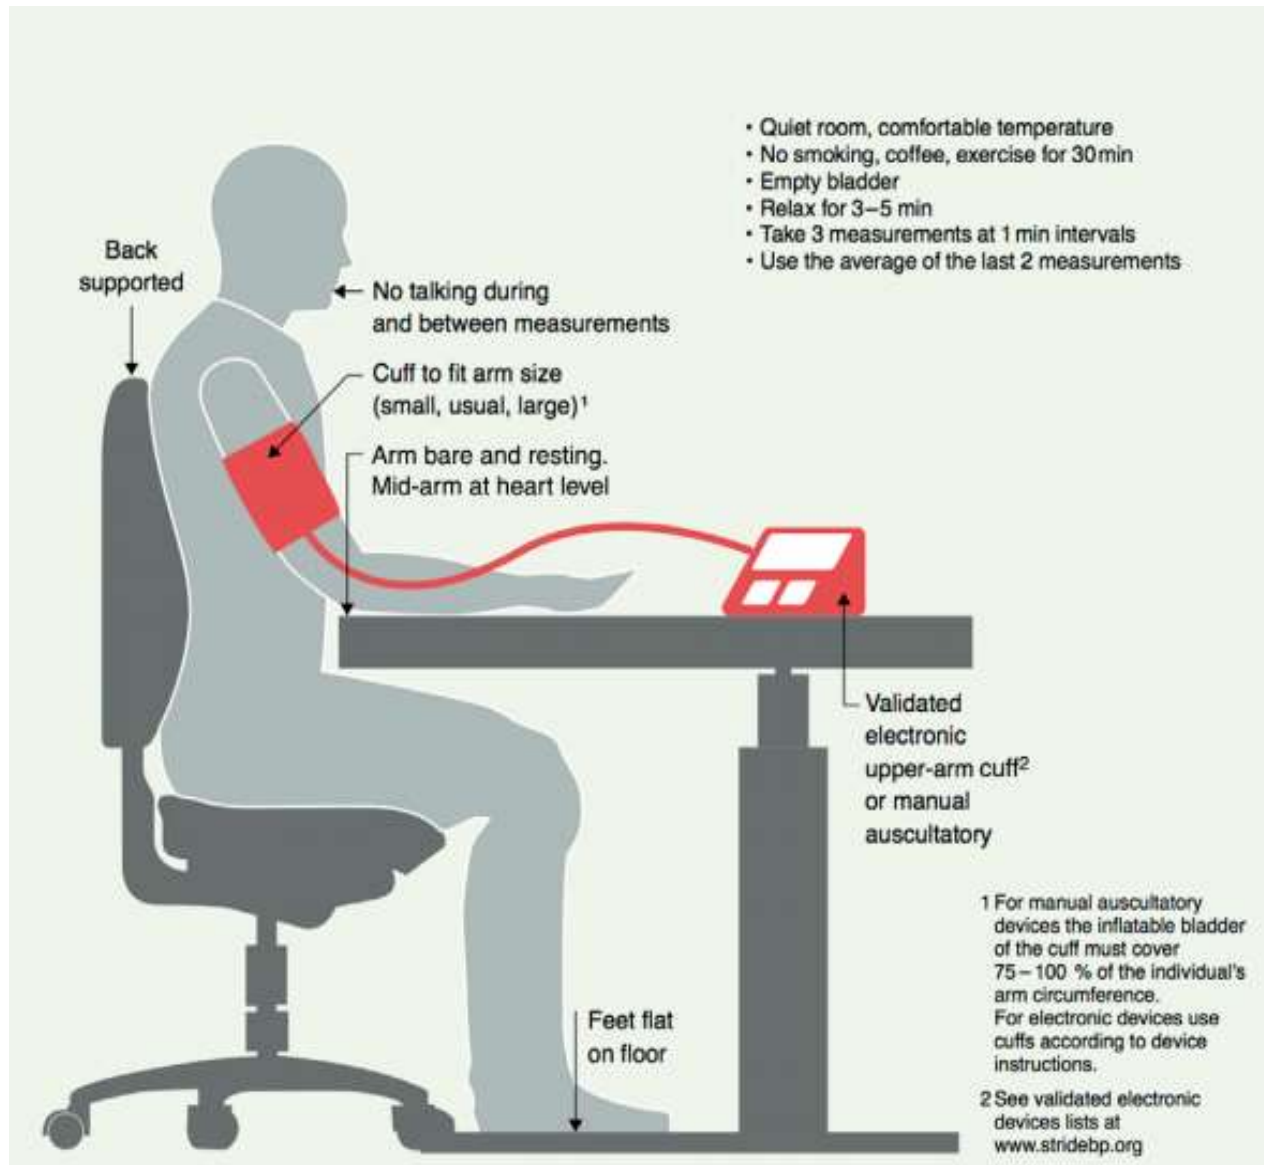 • Quiet room, comfortable temperature
• No smoking, coffee, exercise for 30 min
• Empty bladder
• Relax for 3–5 min
• Take 3 measurements at 1 min intervals
• Use the average of the last 2 measurements
Back
supported
No talking during
and between measurements
Cuff to fit arm size
(small, usual, large)¹
Arm bare and resting.
Mid-arm at heart level
Validated
electronic
upper-arm cuff²
or manual
auscultatory
Feet flat
on floor
1 For manual auscultatory
devices the inflatable bladder
of the cuff must cover
75–100 % of the individual's
arm circumference.
For electronic devices use
cuffs according to device
instructions.
2 See validated electronic
devices lists at
www.stridebp.org